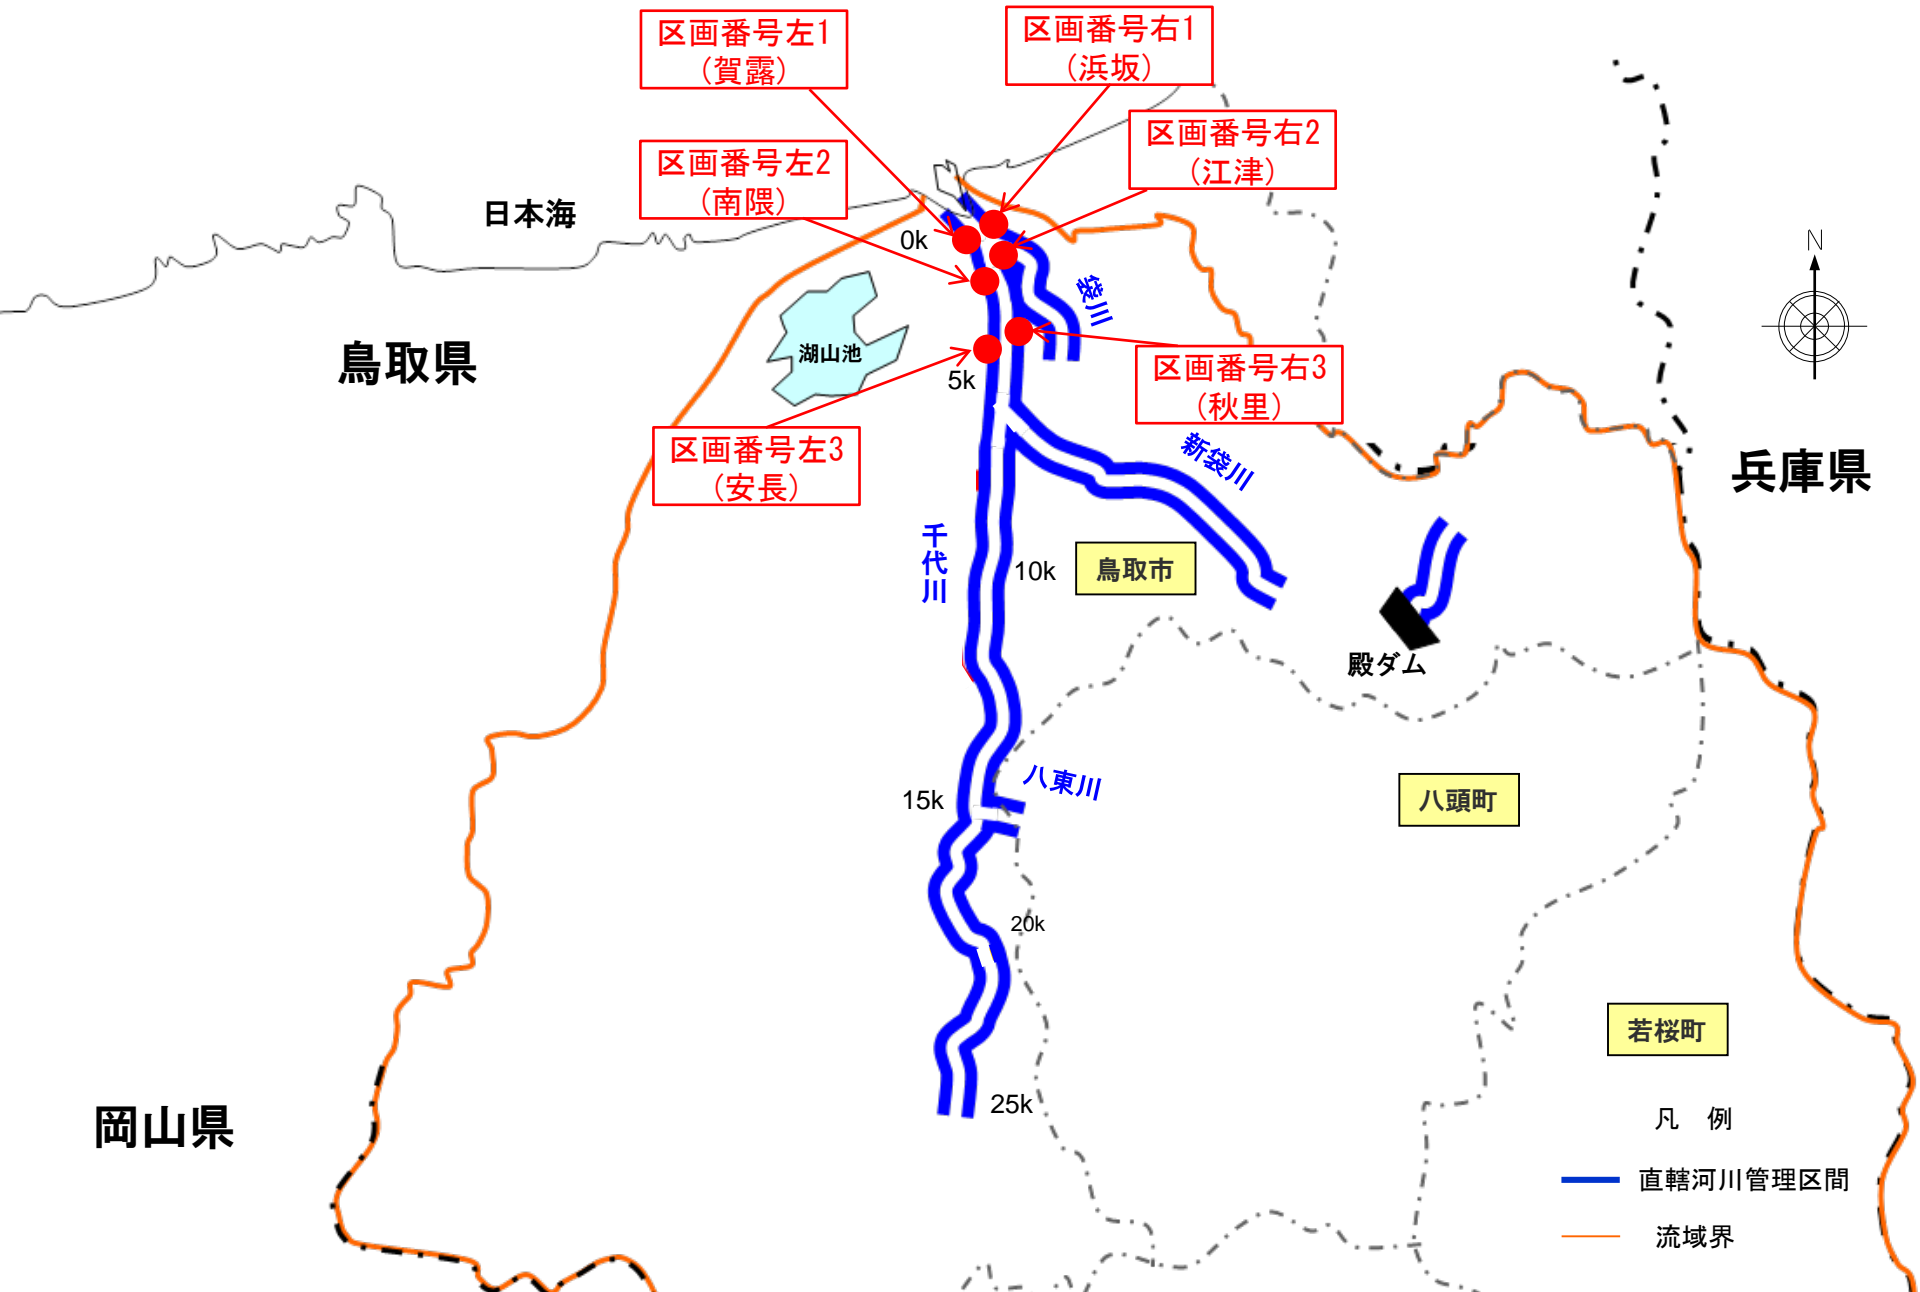 区画番号左1
（賀露）
区画番号右1
（浜坂）
区画番号右2
（江津）
区画番号左2
（南隈）
日本海
0k
袋川
N
鳥取県
湖山池
5k
区画番号右3
（秋里）
区画番号左3
（安長）
新袋川
兵庫県
千代川
10k
鳥取市
殿ダム
八東川
15k
八頭町
20k
若桜町
25k
岡山県
凡 例
直轄河川管理区間
流域界